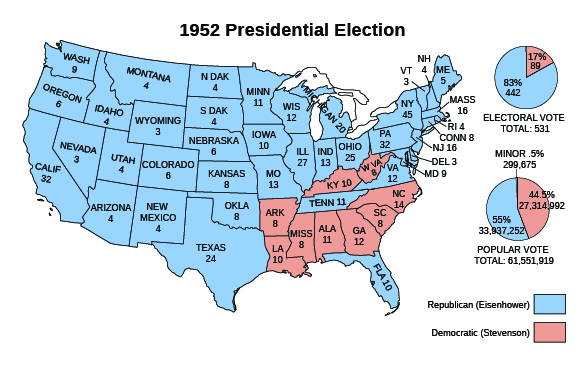 1952 Presidential Election
WASH
9
OREGON
6
CALIF
32
NEVADA
3
IDAHO
4
MONTANA
4
WYOMING
3
UTAH
4
COLORADO
6
ARIZONA
4
NEW
MEXICO
4
N DAK
4
S DAK
4
NEBRASKA
6
KANSAS
8
OKLA
8
TEXAS
24
MINN
11
IOWA
10
MO
13
ARK
8
LA
10
WIS
12
ILL
27
MICHIGAN 20
IND
13
OHIO
25
KY 10
TENN 11
MISS
8
ALA
11
GA
12
FLA 10
SC
8
NC
14
VA
12
W VA
8
PA
32
NY
45
VT
3
NH
4
ME
5
MASS
16
RI 4
CONN 8
NJ 16
DEL 3
MD 9
17%
89
83%
442
ELECTORAL VOTE
TOTAL: 531
MINOR .5%
299,675
44.5%
27,314,992
55%
33,937,252
POPULAR VOTE
TOTAL: 61,551,919
Republican (Eisenhower)
Democratic (Stevenson)